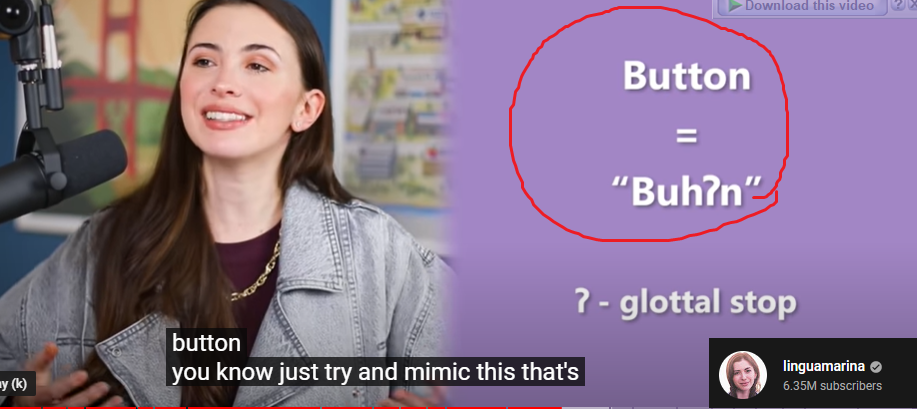 Download this video
Button
=
“Buhʔn”
ʔ - glottal stop
button
you know just try and mimic this that's
ay (k)
linguamarina
6.35M subscribers